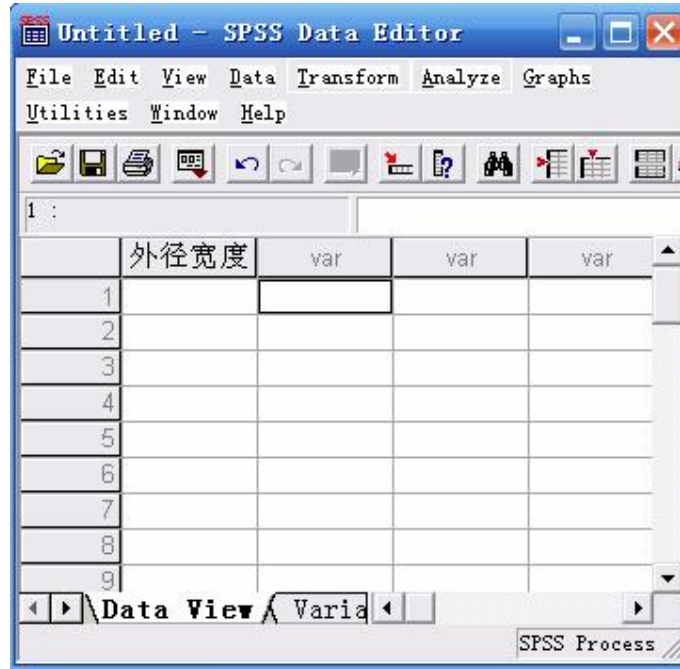 SPSS
Untitled - SPSS Data Editor
File Edit View Data Transform Analyze Graphs
Utilities Window Help
1 :
外径宽度 var var var
1
2
3
4
5
6
7
8
9
Data View Varia
SPSS Process